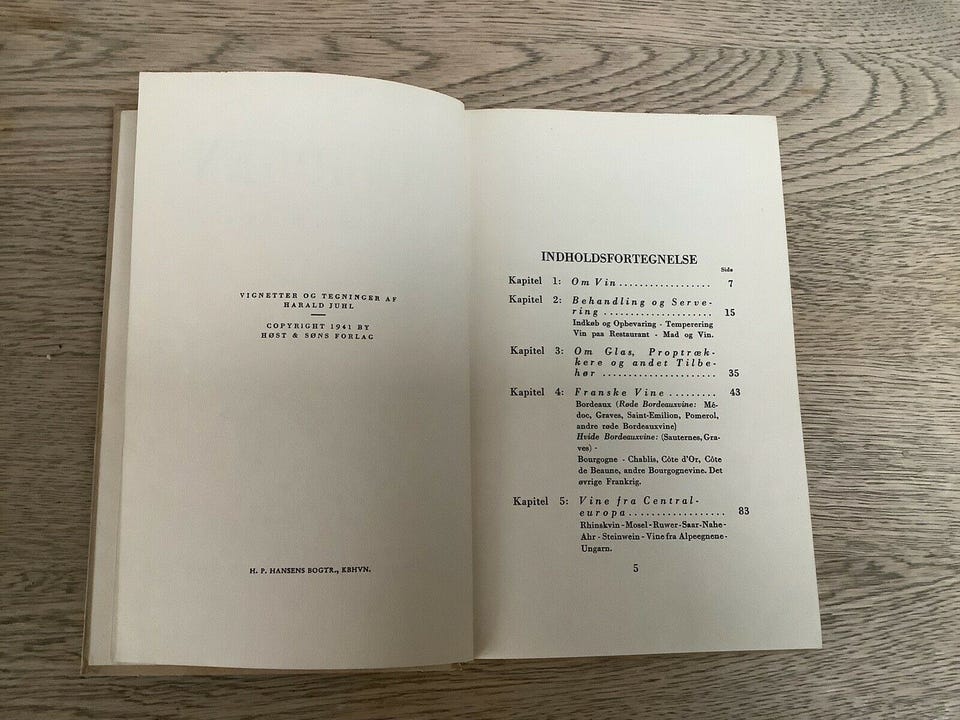 VIGNETTER OG TEGNINGER AF
HARALD JUHL
COPYRIGHT 1941 BY
HØST & SØNS FORLAG
H. P. HANSENS BOGTR., KBHVN.
INDHOLDSFORTEGNELSE
Side
Kapitel 1: Om Vin.................. 7
Kapitel 2: Behandling og Serve-
ring ..................... 15
Indkøb og Opbevaring - Temperering
Vin paa Restaurant - Mad og Vin.
Kapitel 3: Om Glas, Proptræk-
kere og andet Tilbe-
hør ...................... 35
Kapitel 4: Franske Vine ......... 43
Bordeaux (Røde Bordeauxvine: Mé-
doc, Graves, Saint-Emilion, Pomerol,
andre røde Bordeauxvine)
Hvide Bordeauxvine: (Sauternes, Gra-
ves) -
Bourgogne - Chablis, Côte d'Or, Côte
de Beaune, andre Bourgognevine. Det
øvrige Frankrig.
Kapitel 5: Vine fra Central-
europa................... 83
Rhinskvin-Mosel-Ruwer-Saar-Nahe-
Ahr - Steinwein - Vine fra Alpeegnene-
Ungarn.
5